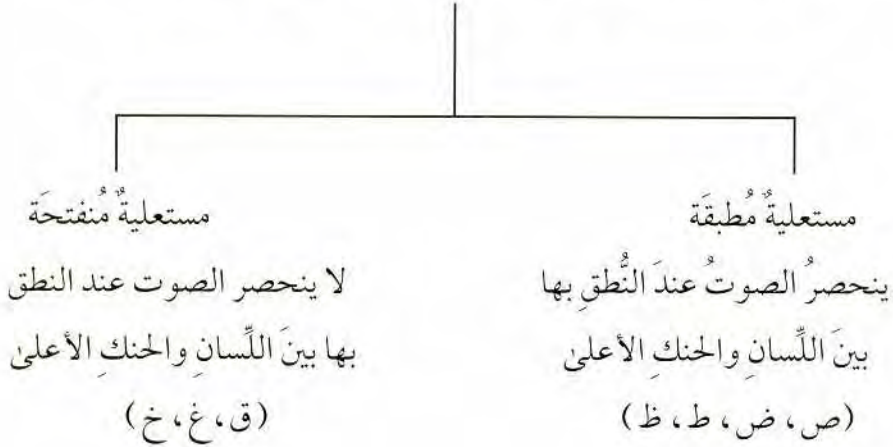 مستعليةٌ مُطبقَة
ينحصرُ الصوتُ عندَ النُّطقِ بها
بينَ اللِّسانِ والحنكِ الأعلىٰ
(ص، ض، ط، ظ)
مستعليةٌ مُنفتحَة
لا ينحصر الصوت عند النطق
بها بينَ اللِّسانِ والحنكِ الأعلىٰ
(ق، غ، خ)